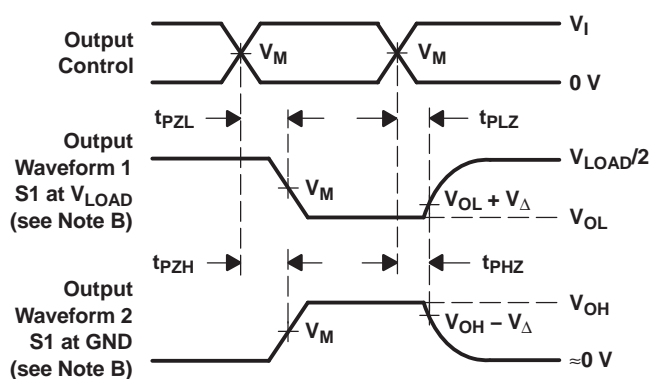 Output
Control
V_I
V_M
V_M
0 V
t_PZL
t_PLZ
Output
Waveform 1
S1 at V_LOAD
(see Note B)
V_LOAD/2
V_M
V_OL + V_Δ
V_OL
t_PZH
t_PHZ
Output
Waveform 2
S1 at GND
(see Note B)
V_OH
V_OH − V_Δ
V_M
≈0 V